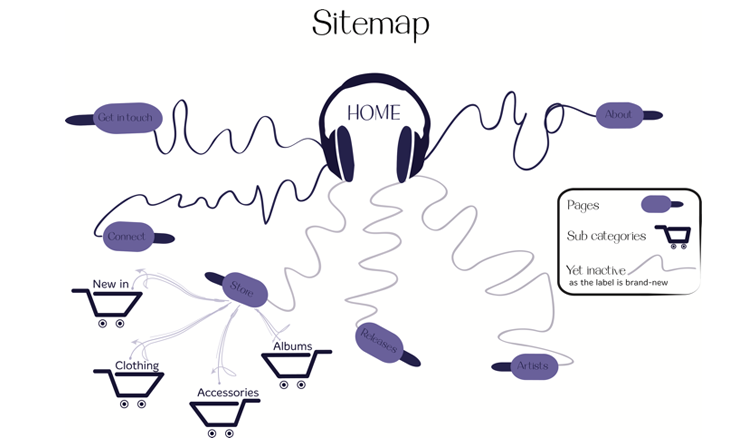 Sitemap
HOME
Get in touch
About
Connect
Store
Releases
Artists
New in
Clothing
Accessories
Albums
Pages
Sub categories
Yet inactive
as the label is brand-new